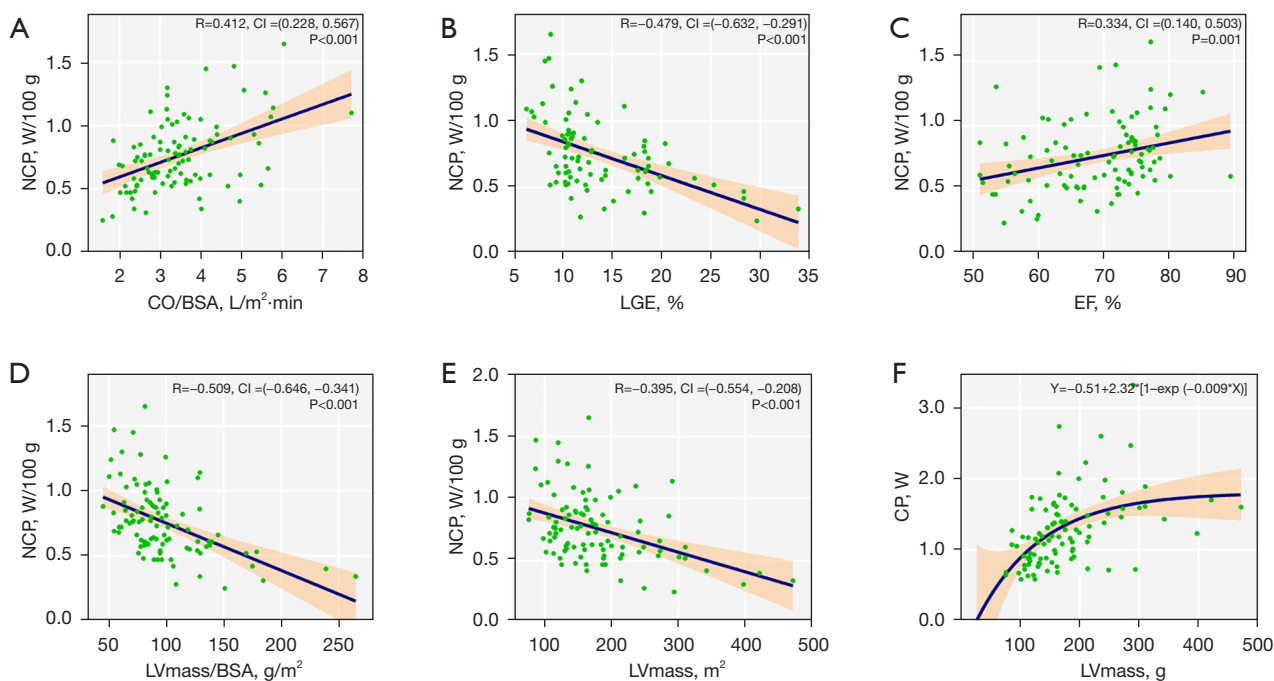 A
R=0.412, CI =(0.228, 0.567)
P<0.001
NCP, W/100 g
1.5
1.0
0.5
0.0
2 3 4 5 6 7 8
CO/BSA, L/m²·min
B
R=−0.479, CI =(−0.632, −0.291)
P<0.001
NCP, W/100 g
1.5
1.0
0.5
0.0
5 10 15 20 25 30 35
LGE, %
C
R=0.334, CI =(0.140, 0.503)
P=0.001
NCP, W/100 g
1.5
1.0
0.5
0.0
50 60 70 80 90
EF, %
D
R=−0.509, CI =(−0.646, −0.341)
P<0.001
NCP, W/100 g
1.5
1.0
0.5
0.0
50 100 150 200 250
LVmass/BSA, g/m²
E
R=−0.395, CI =(−0.554, −0.208)
P<0.001
NCP, W/100 g
2.0
1.5
1.0
0.5
0.0
100 200 300 400 500
LVmass, m²
F
Y=−0.51+2.32*[1−exp (−0.009*X)]
CP, W
3.0
2.0
1.0
0.0
100 200 300 400 500
LVmass, g